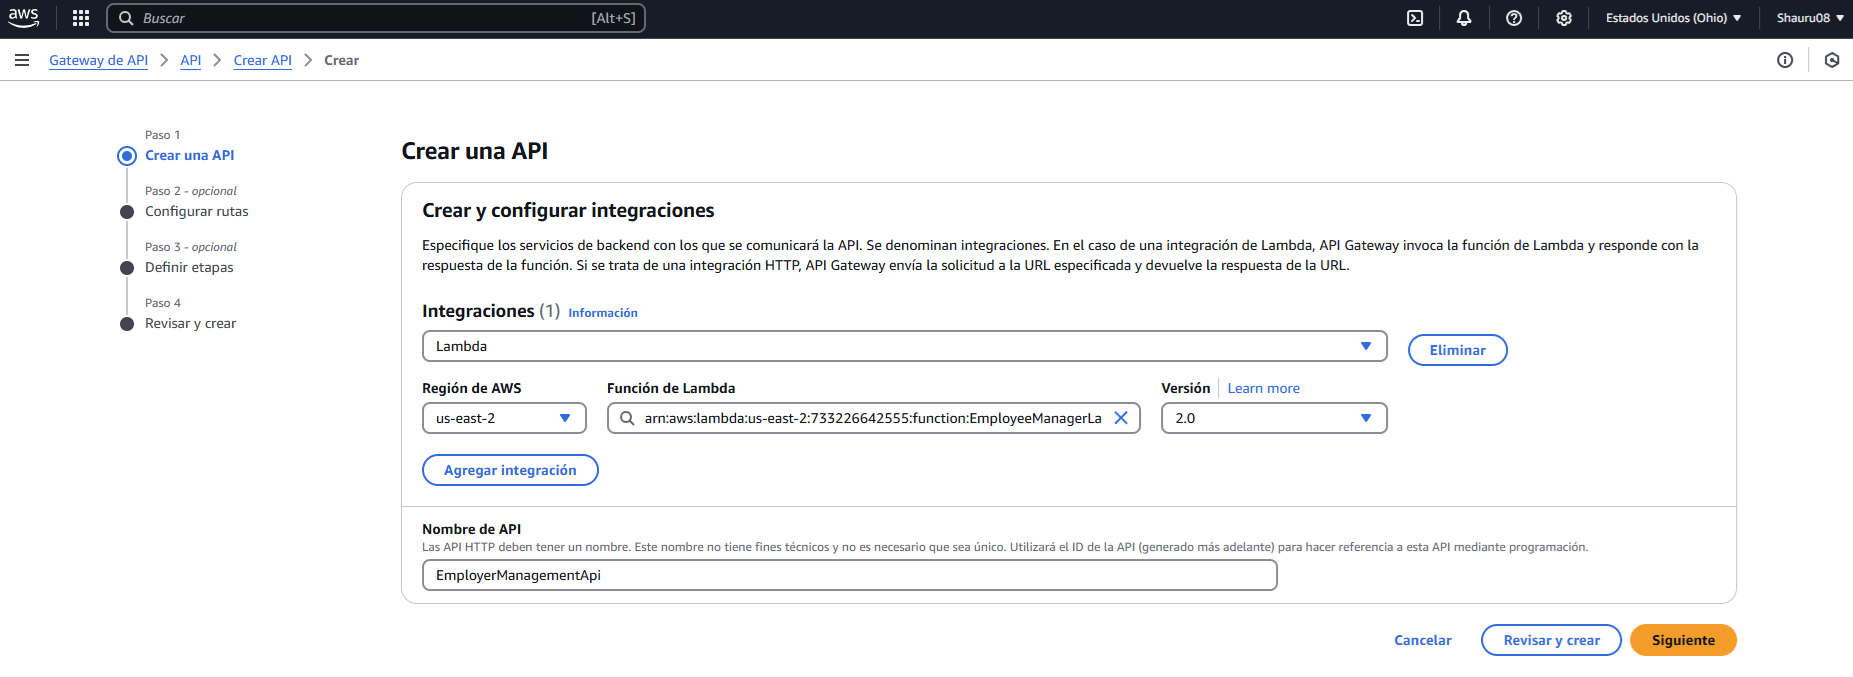 aws
Buscar
[Alt+S]
Estados Unidos (Ohio)
Shauru08
Gateway de API
API
Crear API
Crear
Paso 1
Crear una API
Paso 2 - opcional
Configurar rutas
Paso 3 - opcional
Definir etapas
Paso 4
Revisar y crear
Crear una API
Crear y configurar integraciones
Especifique los servicios de backend con los que se comunicará la API. Se denominan integraciones. En el caso de una integración de Lambda, API Gateway invoca la función de Lambda y responde con la
respuesta de la función. Si se trata de una integración HTTP, API Gateway envía la solicitud a la URL especificada y devuelve la respuesta de la URL.
Integraciones (1) Información
Lambda
Eliminar
Región de AWS
Función de Lambda
Versión
Learn more
us-east-2
arn:aws:lambda:us-east-2:733226642555:function:EmployeeManagerLa
2.0
Agregar integración
Nombre de API
Las API HTTP deben tener un nombre. Este nombre no tiene fines técnicos y no es necesario que sea único. Utilizará el ID de la API (generado más adelante) para hacer referencia a esta API mediante programación.
EmployerManagementApi
Cancelar
Revisar y crear
Siguiente